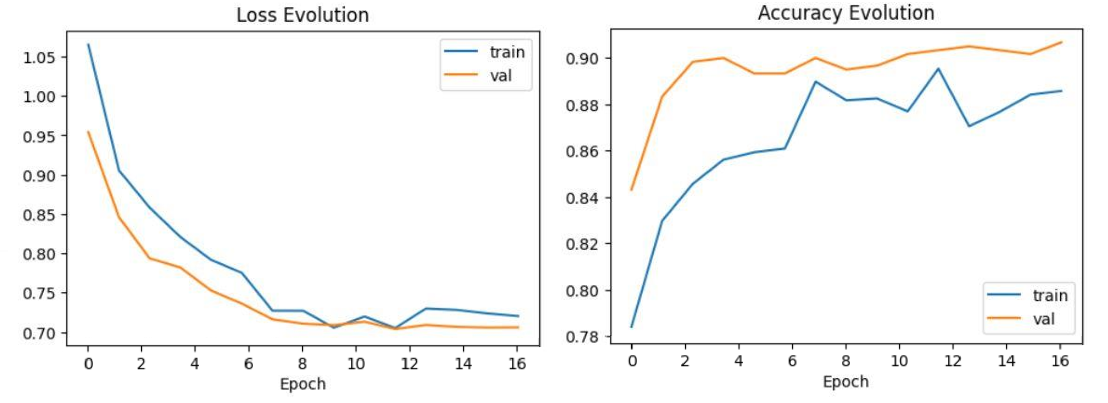 Loss Evolution
1.05
1.00
0.95
0.90
0.85
0.80
0.75
0.70
train
val
0 2 4 6 8 10 12 14 16
Epoch
Accuracy Evolution
0.90
0.88
0.86
0.84
0.82
0.80
0.78
train
val
0 2 4 6 8 10 12 14 16
Epoch